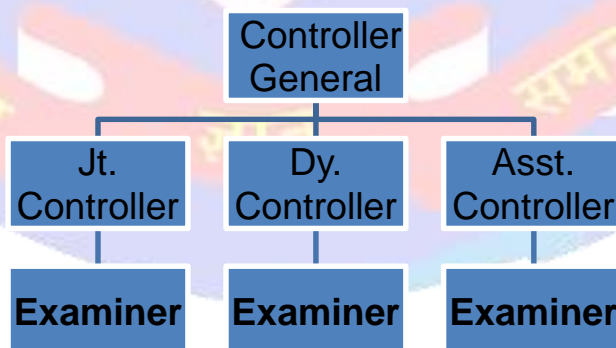 Controller
General
Jt.
Controller
Dy.
Controller
Asst.
Controller
Examiner
Examiner
Examiner